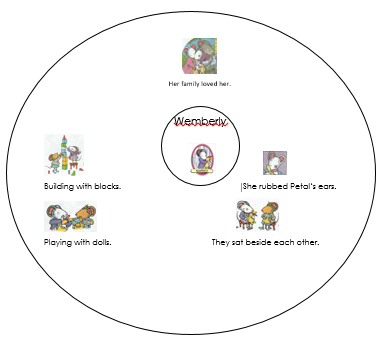 Her family loved her.
Wemberly
Building with blocks.
She rubbed Petal's ears.
Playing with dolls.
They sat beside each other.